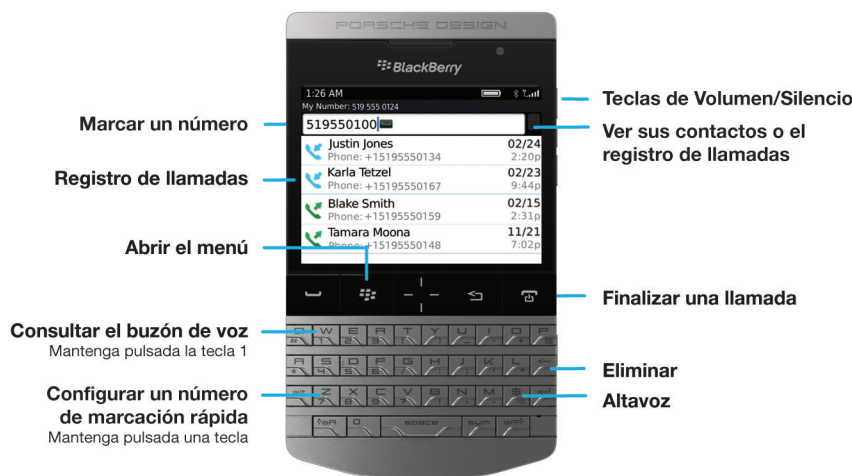 PORSCHE DESIGN
BlackBerry
1:26 AM
My Number: 519 555 0124
519550100
Justin Jones 02/24
Phone: +15195550134 2:20p
Karla Tetzel 02/23
Phone: +15195550167 9:44p
Blake Smith 02/15
Phone: +15195550159 2:31p
Tamara Moona 11/21
Phone: +15195550148 7:02p
Marcar un número
Registro de llamadas
Abrir el menú
Consultar el buzón de voz
Mantenga pulsada la tecla 1
Configurar un número
de marcación rápida
Mantenga pulsada una tecla
Teclas de Volumen/Silencio
Ver sus contactos o el
registro de llamadas
Finalizar una llamada
Eliminar
Altavoz
W E R T Y U I O P
A S D F G H J K L
alt Z X C V B N M $
space sym